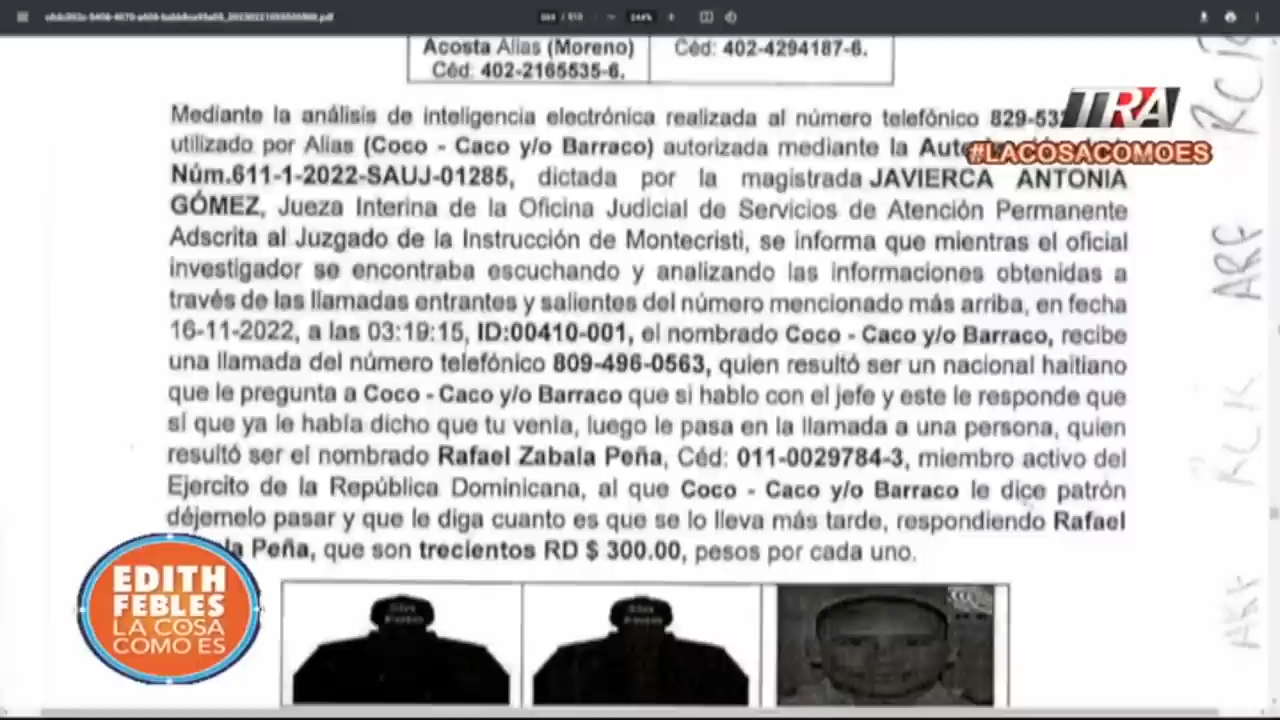 Acosta Alias (Moreno)
Céd: 402-2165535-6.
Céd: 402-4294187-6.
Mediante la análisis de inteligencia electrónica realizada al número telefónico 829-53
utilizado por Alias (Coco - Caco y/o Barraco) autorizada mediante la
Núm.611-1-2022-SAUJ-01285, dictada por la magistrada JAVIERCA ANTONIA
GÓMEZ, Jueza Interina de la Oficina Judicial de Servicios de Atención Permanente
Adscrita al Juzgado de la Instrucción de Montecristi, se informa que mientras el oficial
investigador se encontraba escuchando y analizando las informaciones obtenidas a
través de las llamadas entrantes y salientes del número mencionado más arriba, en fecha
16-11-2022, a las 03:19:15, ID:00410-001, el nombrado Coco - Caco y/o Barraco, recibe
una llamada del número telefónico 809-496-0563, quien resultó ser un nacional haitiano
que le pregunta a Coco - Caco y/o Barraco que si hablo con el jefe y este le responde que
sí que ya le había dicho que tu venía, luego le pasa en la llamada a una persona, quien
resultó ser el nombrado Rafael Zabala Peña, Céd: 011-0029784-3, miembro activo del
Ejercito de la República Dominicana, al que Coco - Caco y/o Barraco le dice patrón
déjemelo pasar y que le diga cuanto es que se lo lleva más tarde, respondiendo Rafael
Peña, que son trecientos RD $ 300.00, pesos por cada uno.
TRA
#LACOSACOMOES
EDITH
FEBLES
LA COSA
COMO ES